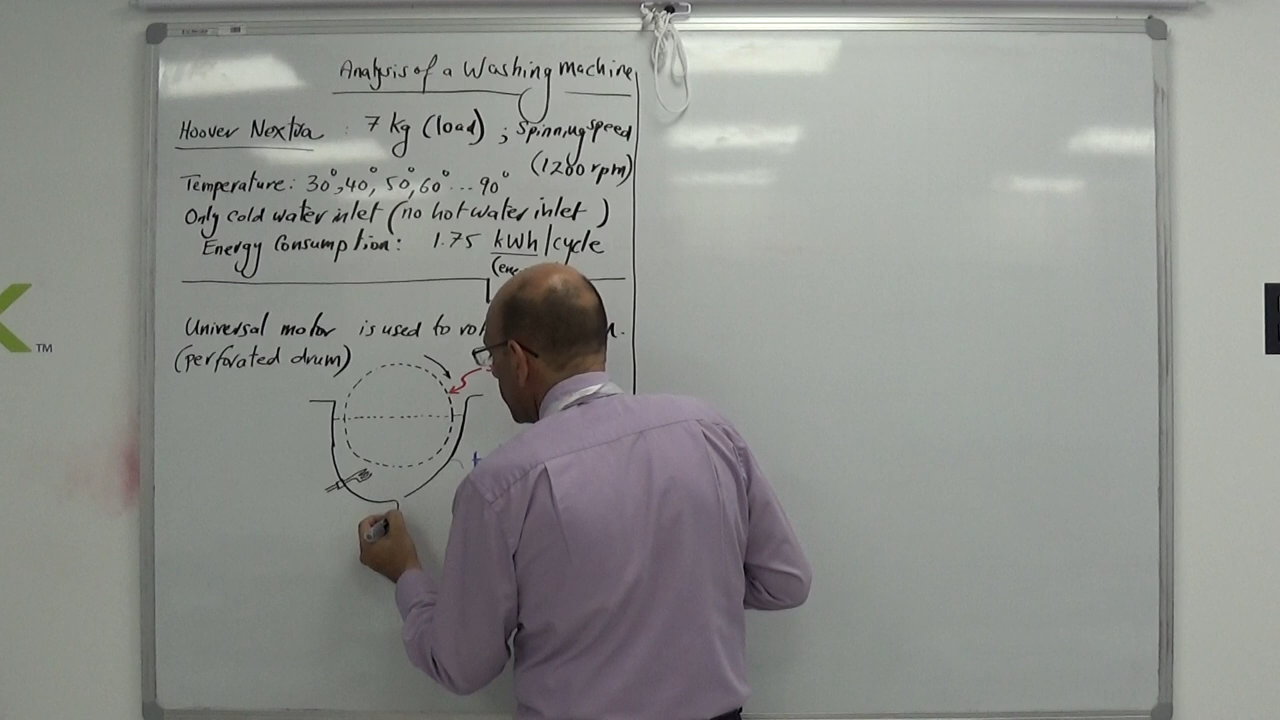 Analysis of a Washing Machine
Hoover Nextra : 7 kg (load) ; Spinning speed
(1200 rpm)
Temperature: 30°, 40°, 50°, 60° ... 90°
Only cold water inlet (no hot water inlet )
Energy Consumption: 1.75 kWh/cycle
Universal motor is used to
(perforated drum)
TM